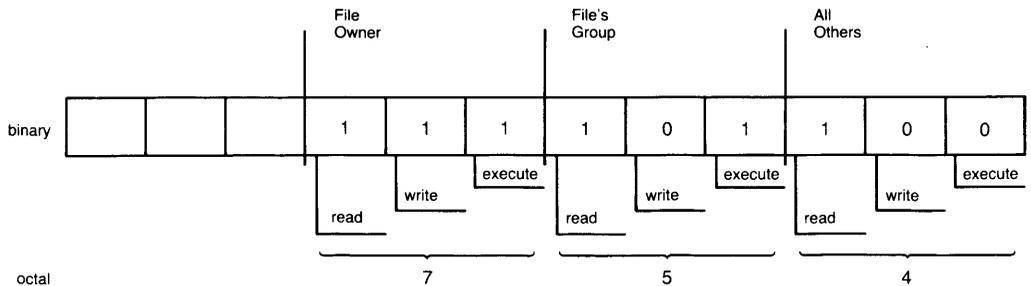 File
Owner
File's
Group
All
Others
binary 1 1 1 1 0 1 1 0 0
execute execute execute
write write write
read read read
octal 7 5 4